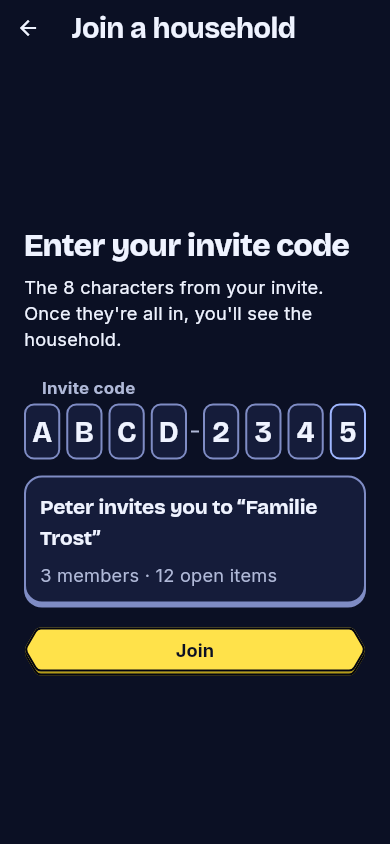 Join a household
Enter your invite code
The 8 characters from your invite.
Once they're all in, you'll see the
household.
Invite code
A B C D - 2 3 4 5
Peter invites you to “Familie
Trost”
3 members · 12 open items
Join